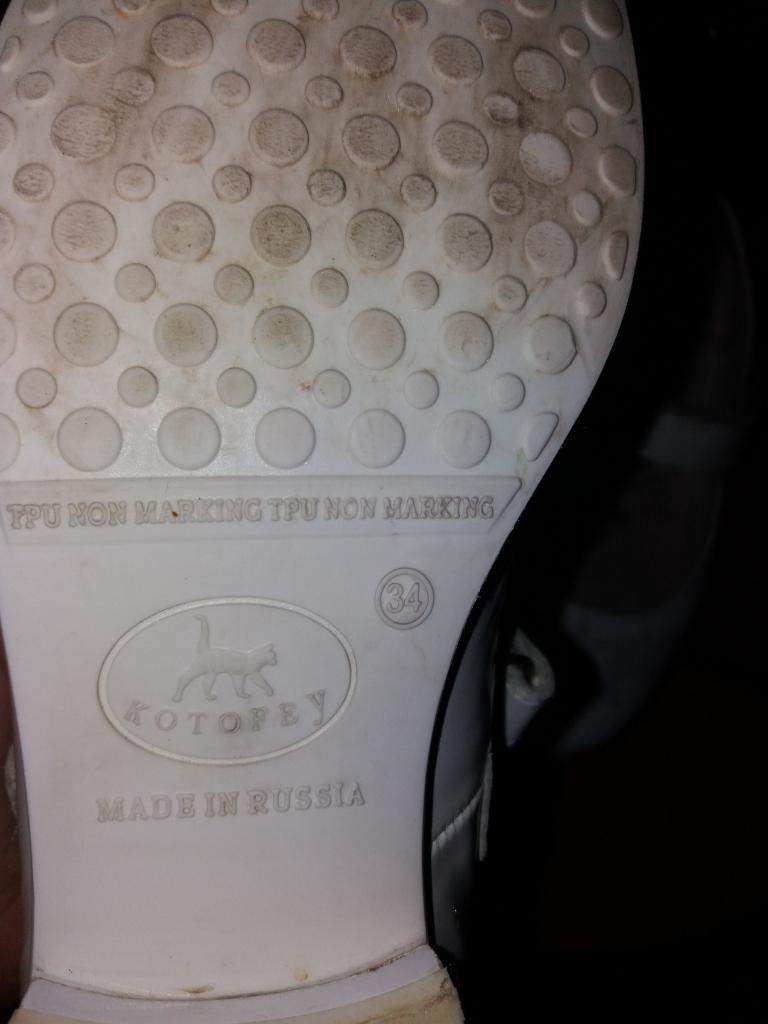 TPU NON MARKING TPU NON MARKING
34
KOTOFEY
MADE IN RUSSIA